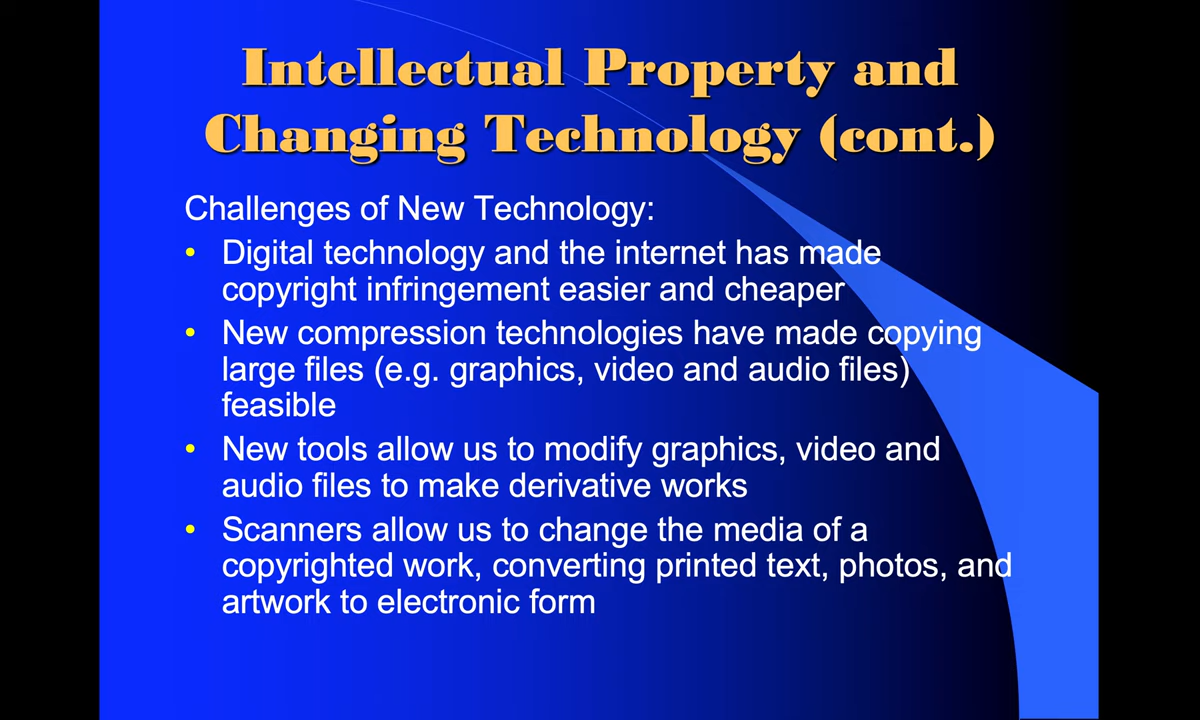 Intellectual Property and
Changing Technology (cont.)
Challenges of New Technology:
• Digital technology and the internet has made
copyright infringement easier and cheaper
• New compression technologies have made copying
large files (e.g. graphics, video and audio files)
feasible
• New tools allow us to modify graphics, video and
audio files to make derivative works
• Scanners allow us to change the media of a
copyrighted work, converting printed text, photos, and
artwork to electronic form